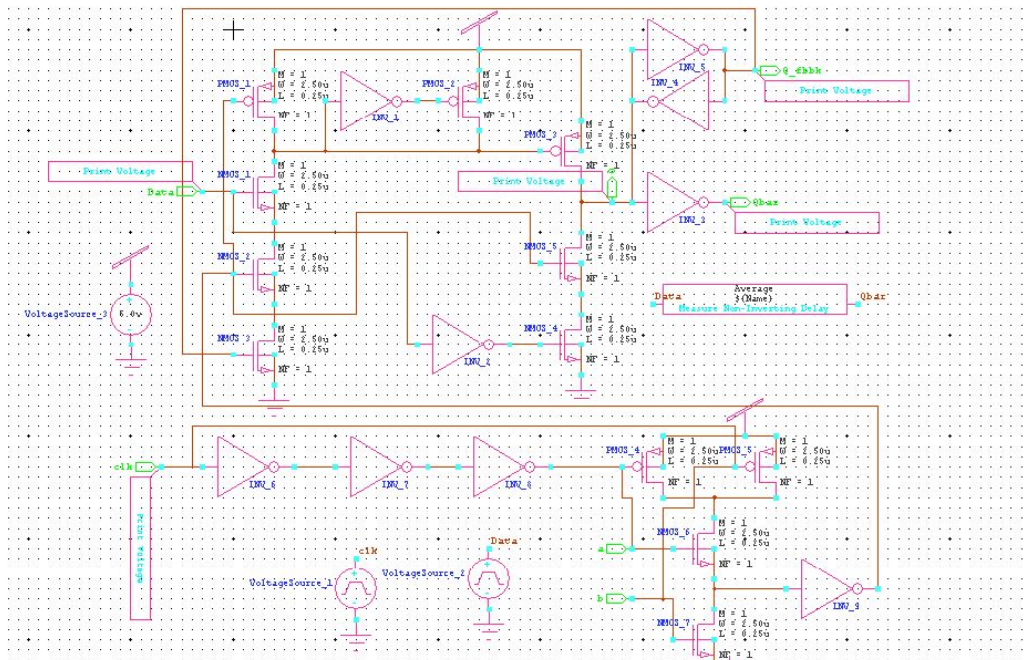 PMOS_1
M = 1
W = 2.50u
L = 0.25u
NF = 1
INV_1
PMOS_2
M = 1
W = 2.50u
L = 0.25u
NF = 1
INV_5
INV_4
Q_fbbk
Print Voltage
PMOS_3
M = 1
W = 2.50u
L = 0.25u
NF = 1
Print Voltage
Data
NMOS_1
M = 1
W = 2.50u
L = 0.25u
NF = 1
Print Voltage
INV_3
Qbar
Print Voltage
NMOS_2
M = 1
W = 2.50u
L = 0.25u
NF = 1
NMOS_5
M = 1
W = 2.50u
L = 0.25u
NF = 1
Data
Average
$(Name)
Measure Non-Inverting Delay
Qbar
VoltageSource_3
5.0v
NMOS_3
M = 1
W = 2.50u
L = 0.25u
NF = 1
INV_2
NMOS_4
M = 1
W = 2.50u
L = 0.25u
NF = 1
clk
Print Voltage
INV_6
INV_7
INV_8
PMOS_4
M = 1
W = 2.50u
L = 0.25u
NF = 1
PMOS_5
M = 1
W = 2.50u
L = 0.25u
NF = 1
a
NMOS_6
M = 1
W = 2.50u
L = 0.25u
NF = 1
clk
VoltageSource_1
Data
VoltageSource_2
b
INV_9
NMOS_7
M = 1
W = 2.50u
L = 0.25u
NF = 1